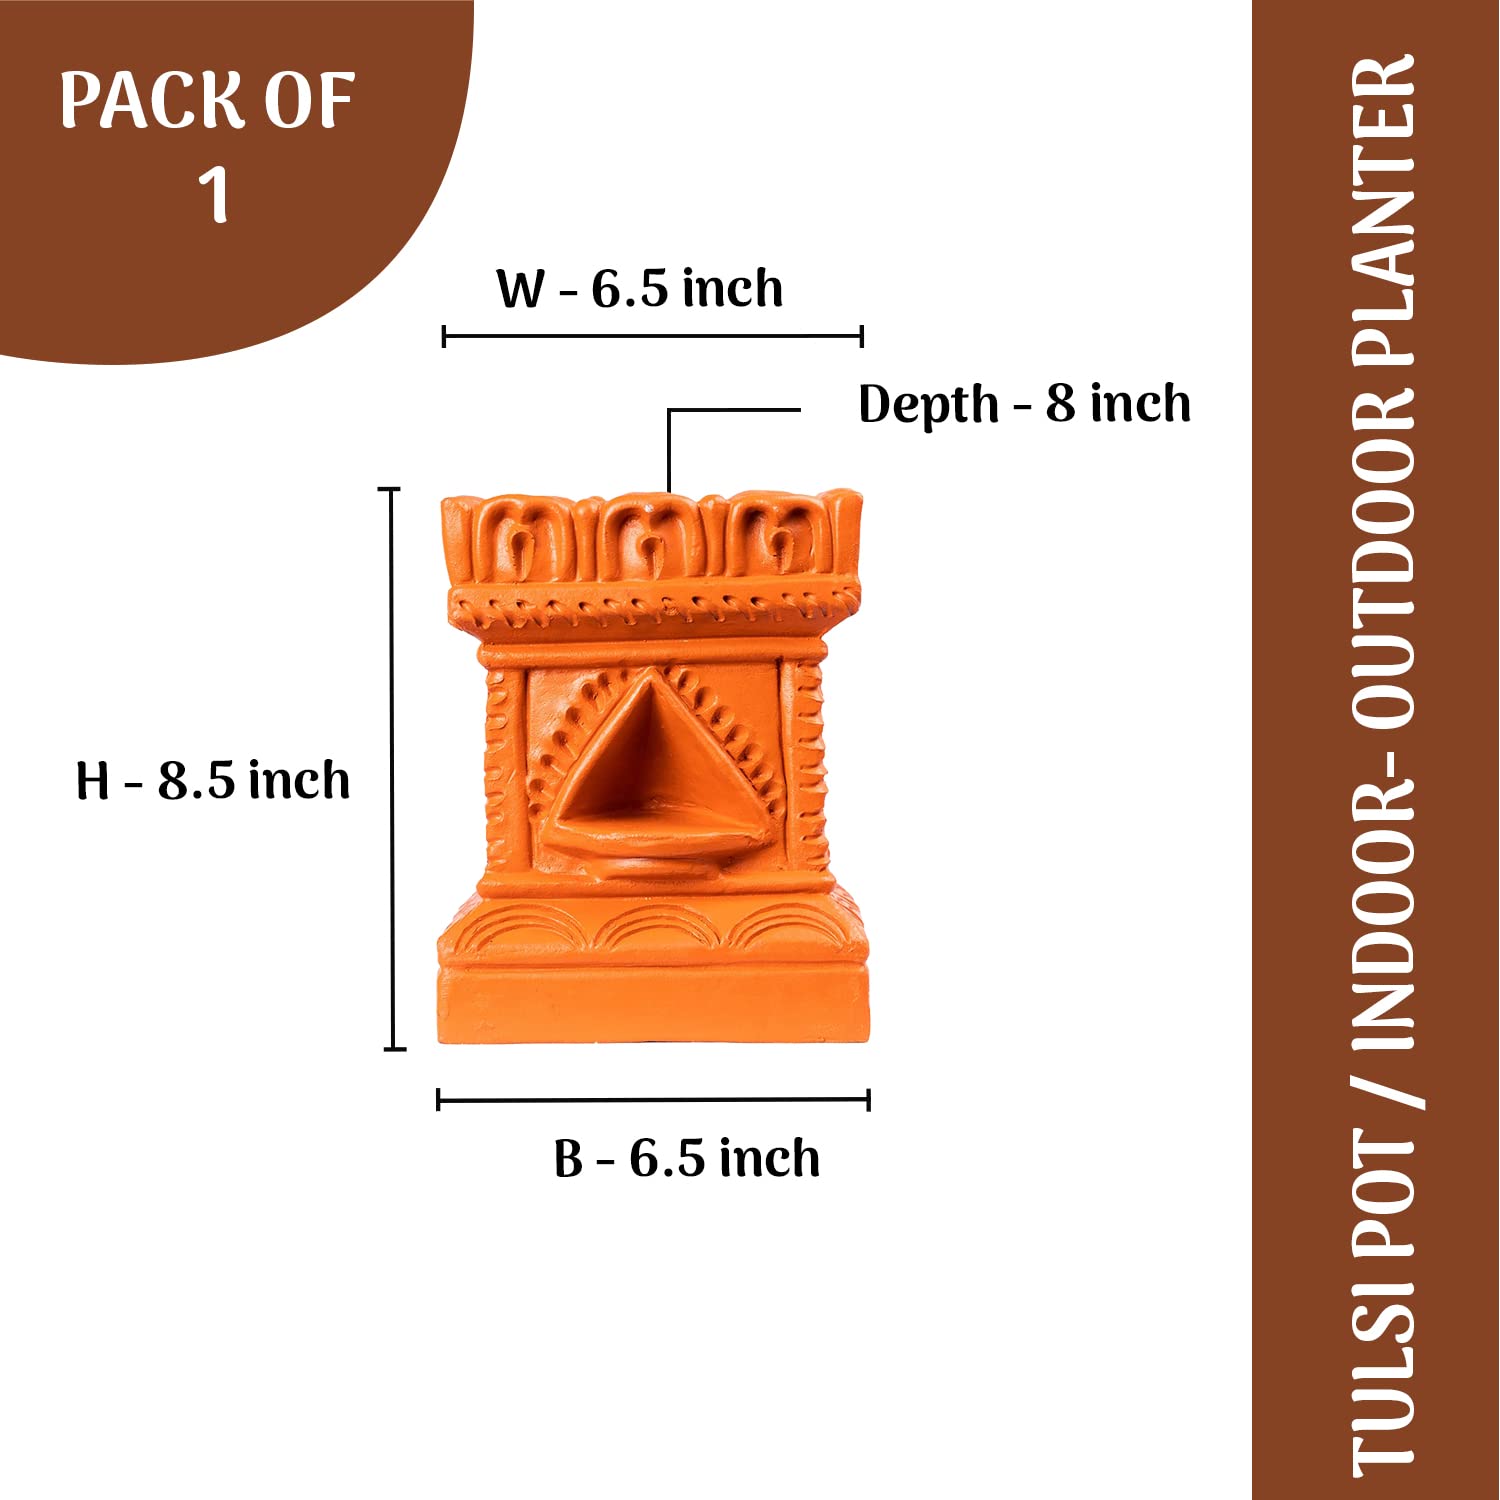 PACK OF
1
W - 6.5 inch
Depth - 8 inch
H - 8.5 inch
B - 6.5 inch
TULSI POT / INDOOR- OUTDOOR PLANTER